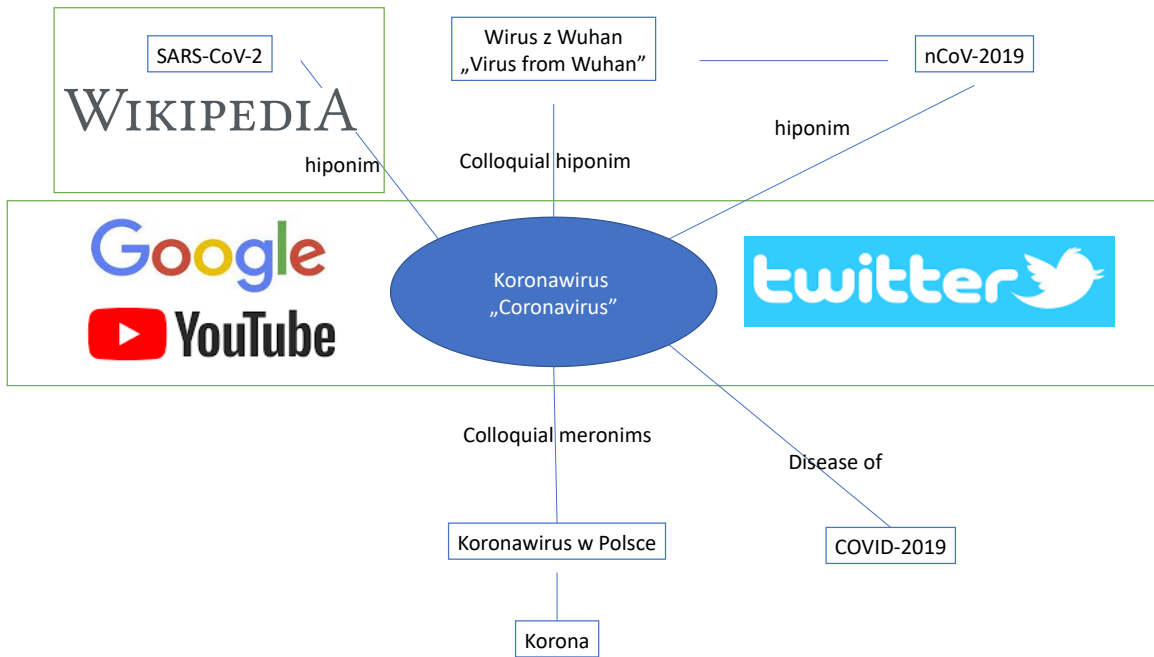 SARS-CoV-2
Wirus z Wuhan
„Virus from Wuhan”
nCoV-2019
WIKIPEDIA
hiponim
Colloquial hiponim
hiponim
Google
YouTube
Koronawirus
„Coronavirus”
twitter
Colloquial meronims
Disease of
Koronawirus w Polsce
COVID-2019
Korona